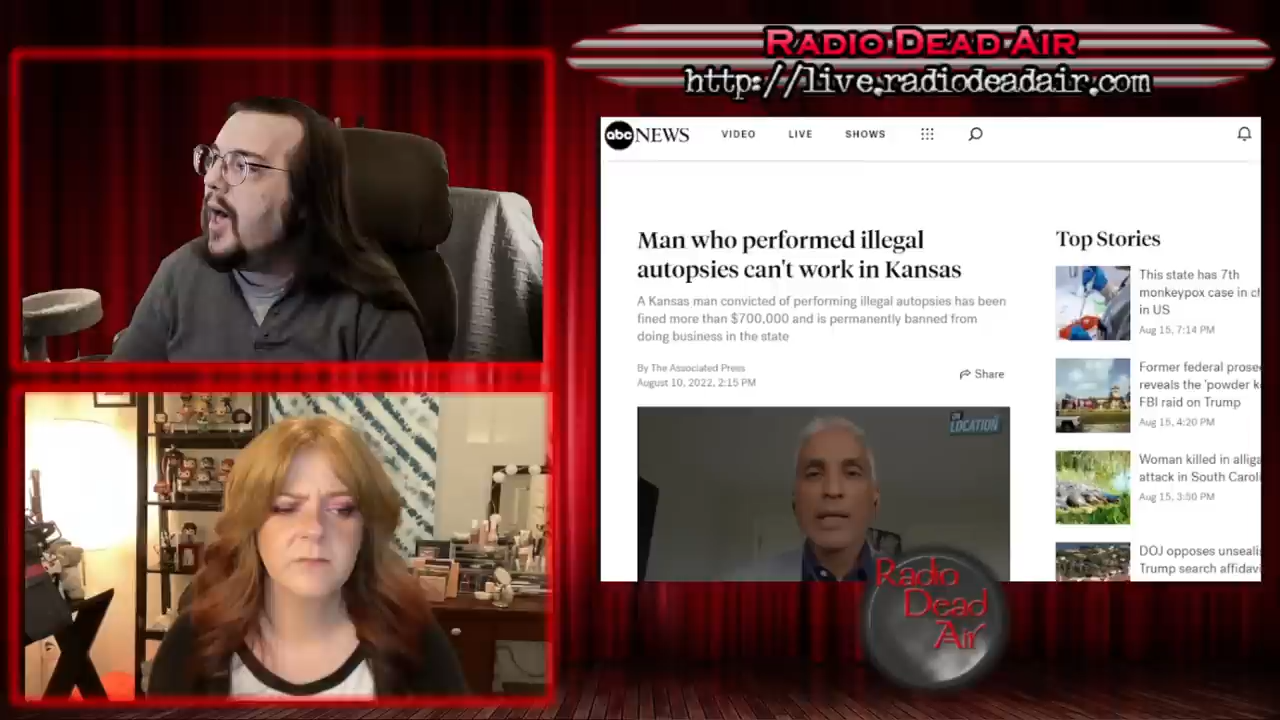 RADIO DEAD AIR
http://live.radiodeadair.com
abc NEWS VIDEO LIVE SHOWS
Man who performed illegal
autopsies can't work in Kansas
A Kansas man convicted of performing illegal autopsies has been
fined more than $700,000 and is permanently banned from
doing business in the state
By The Associated Press
August 10, 2022, 2:15 PM
Share
ON
LOCATION
Top Stories
This state has 7th
monkeypox case in
in US
Aug 15, 7:14 PM
Former federal
reveals the 'powder
FBI raid on Trump
Aug 15, 4:20 PM
Woman killed in
attack in South
Aug 15, 3:50 PM
DOJ opposes
Trump search
Radio
Dead
Air